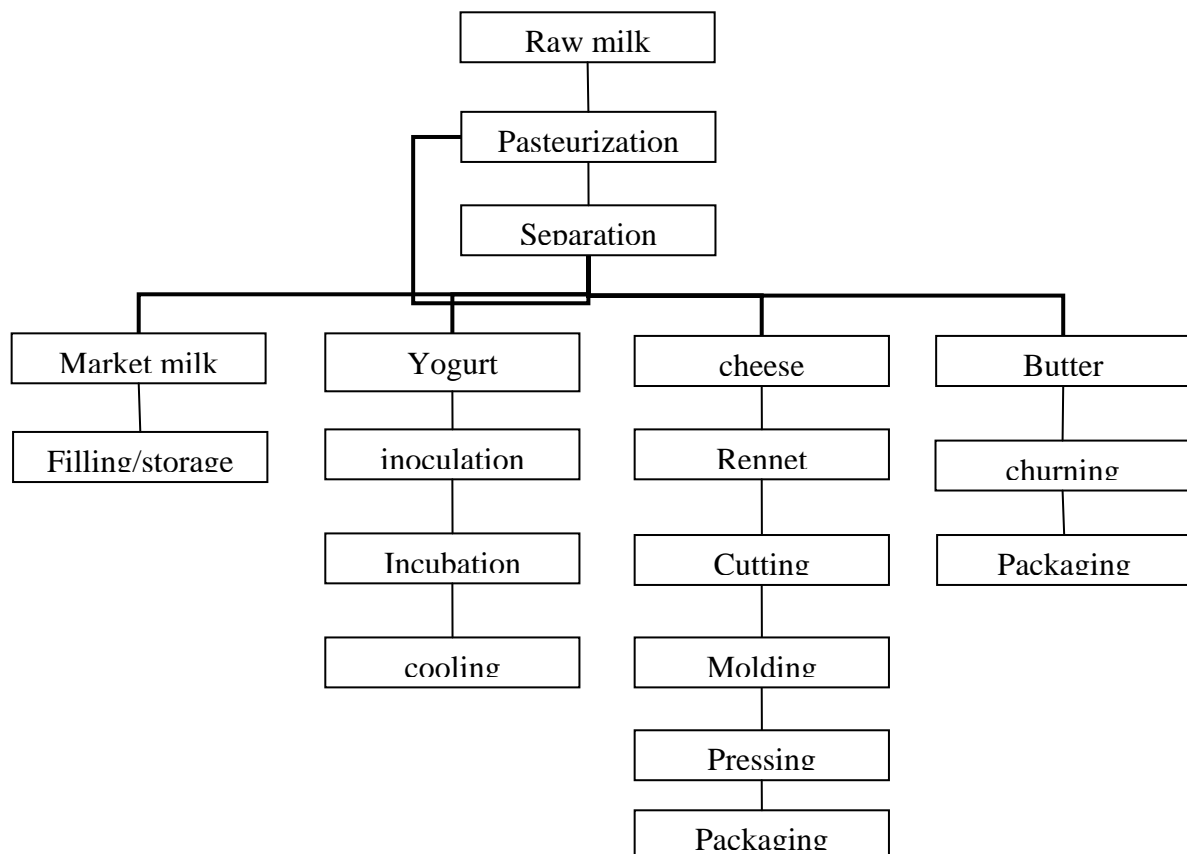 Raw milk
Pasteurization
Separation
Market milk
Filling/storage
Yogurt
inoculation
Incubation
cooling
cheese
Rennet
Cutting
Molding
Pressing
Packaging
Butter
churning
Packaging